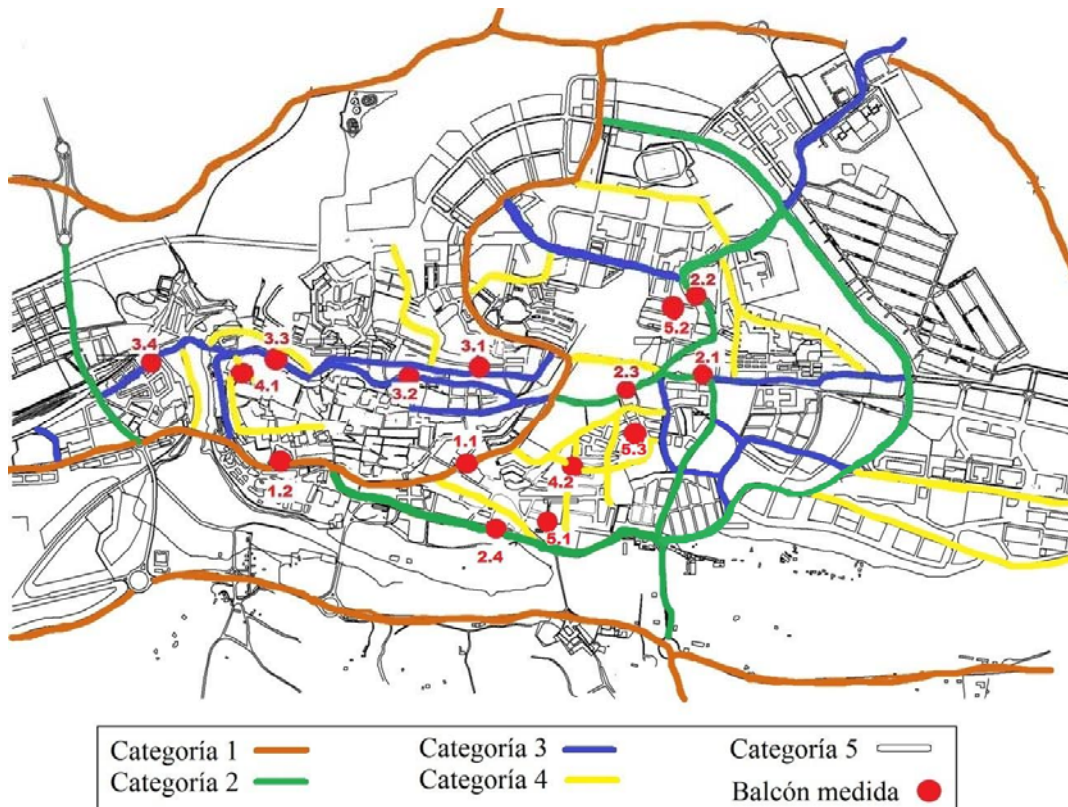 2.2
5.2
3.4
3.3
3.1
4.1
3.2
2.3
2.1
1.1
5.3
4.2
1.2
2.4
5.1
Categoría 1
Categoría 3
Categoría 5
Categoría 2
Categoría 4
Balcón medida